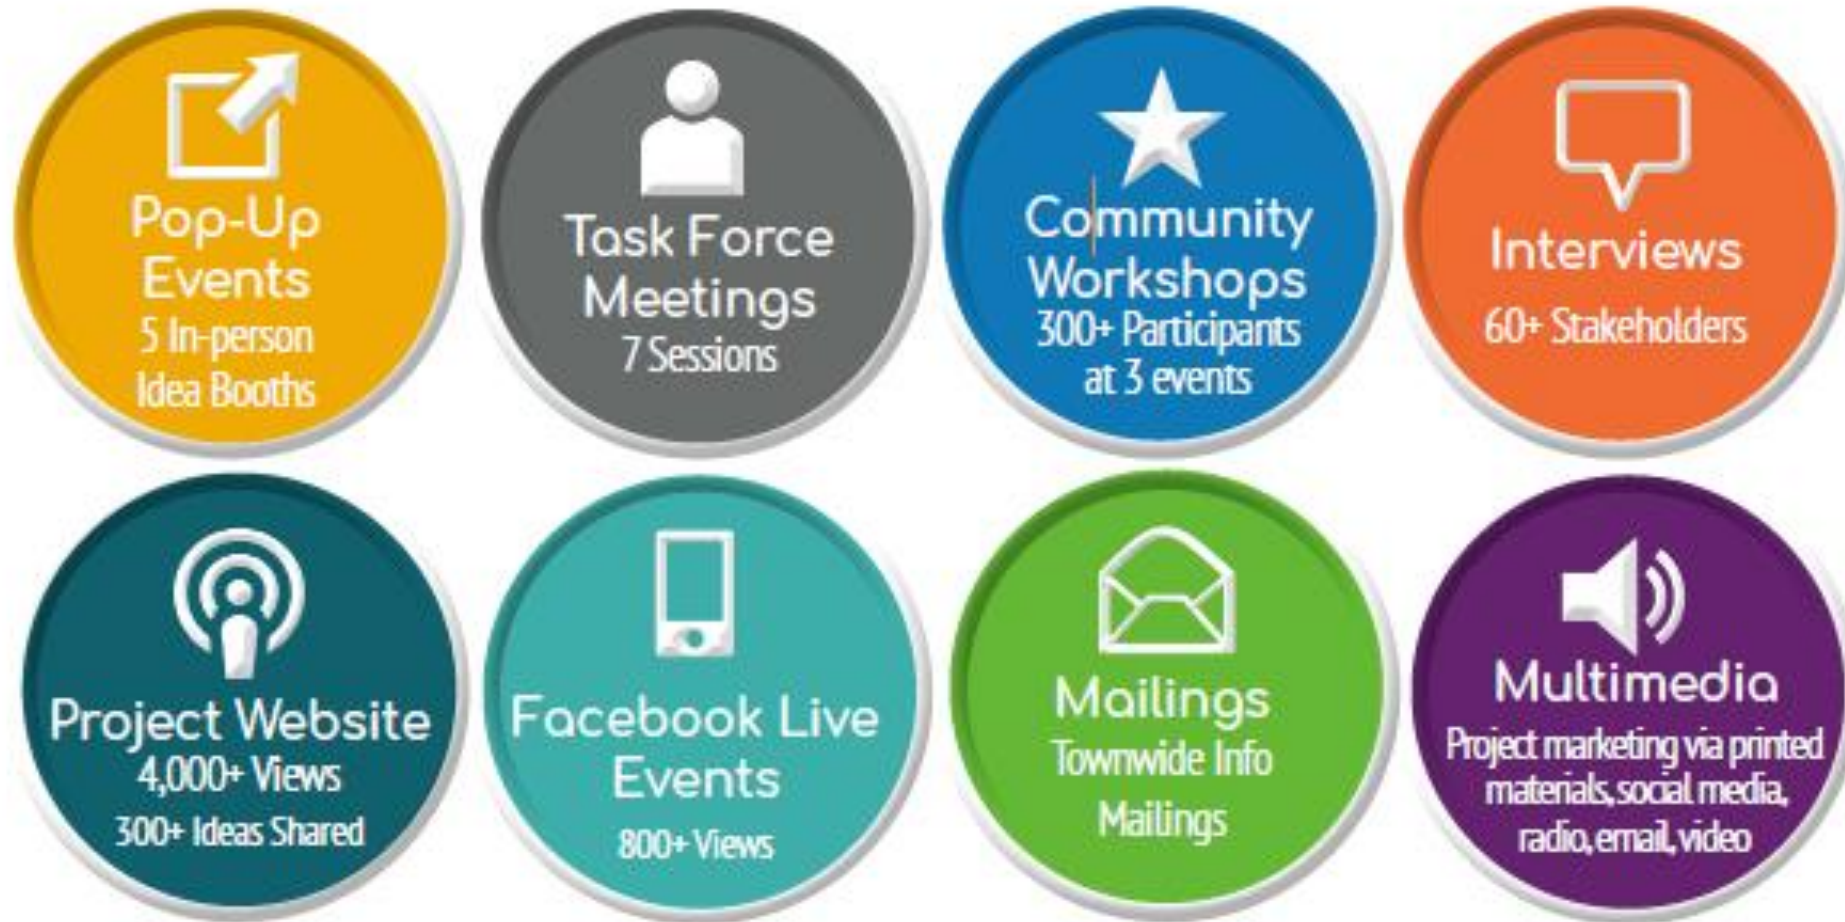 Pop-Up
Events
5 In-person
Idea Booths
Task Force
Meetings
7 Sessions
Community
Workshops
300+ Participants
at 3 events
Interviews
60+ Stakeholders
Project Website
4,000+ Views
300+ Ideas Shared
Facebook Live
Events
800+ Views
Mailings
Townwide Info
Mailings
Multimedia
Project marketing via printed
materials, social media,
radio, email, video